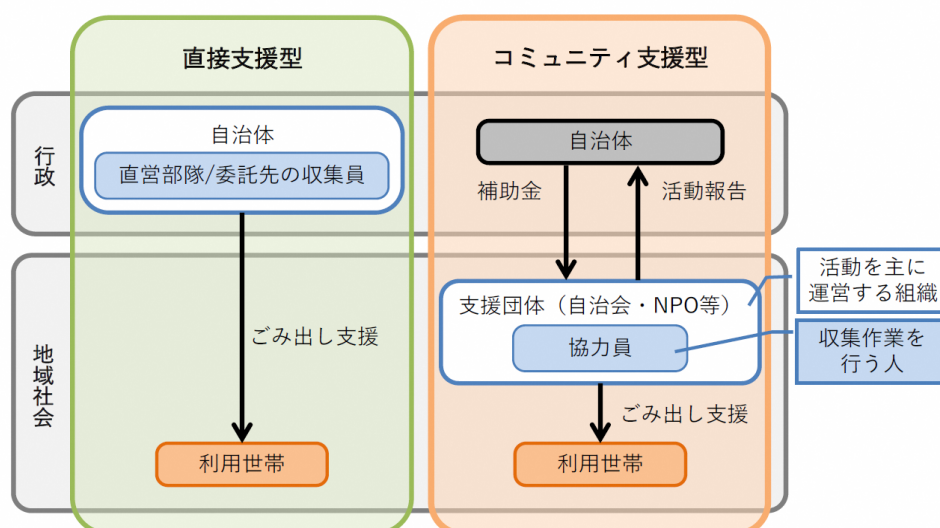 直接支援型
コミュニティ支援型
行政
自治体
直営部隊/委託先の収集員
自治体
補助金
活動報告
地域社会
ごみ出し支援
利用世帯
支援団体（自治会・NPO等）
協力員
ごみ出し支援
利用世帯
活動を主に
運営する組織
収集作業を
行う人